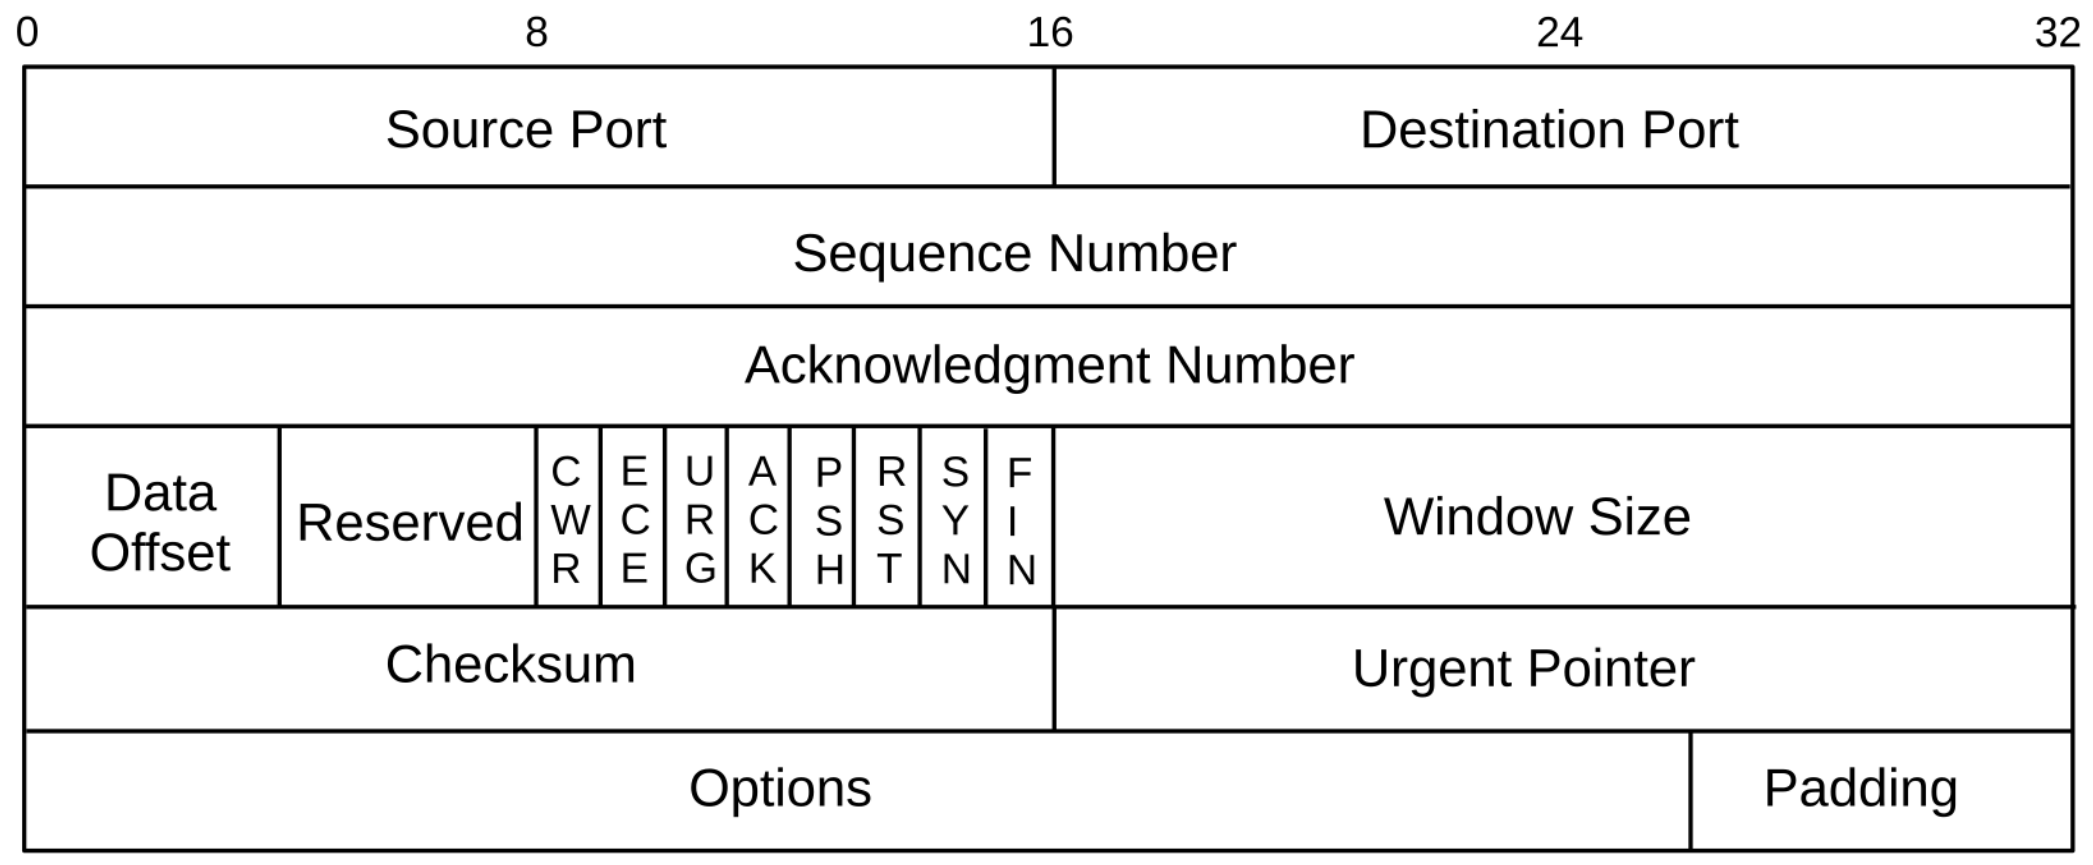 0 8 16 24 32
Source Port Destination Port
Sequence Number
Acknowledgment Number
Data Offset Reserved CWR ECE URG ACK PSH RST SYN FIN Window Size
Checksum Urgent Pointer
Options Padding